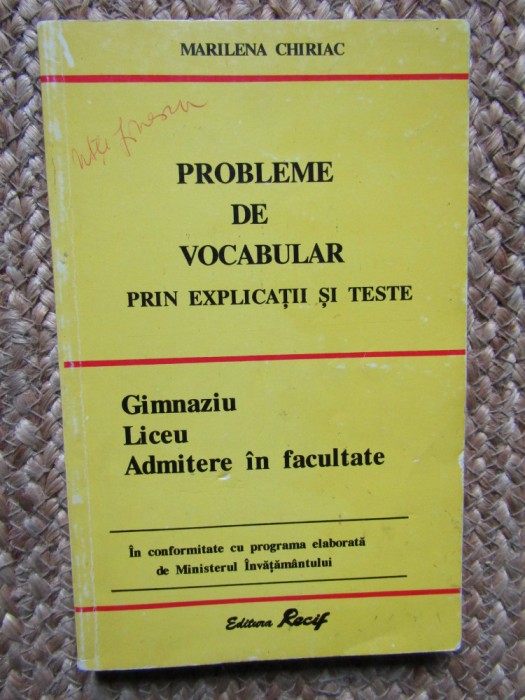 MARILENA CHIRIAC
PROBLEME
DE
VOCABULAR
PRIN EXPLICAȚII ȘI TESTE
Gimnaziu
Liceu
Admitere în facultate
În conformitate cu programa elaborată
de Ministerul Învățământului
Editura Recif